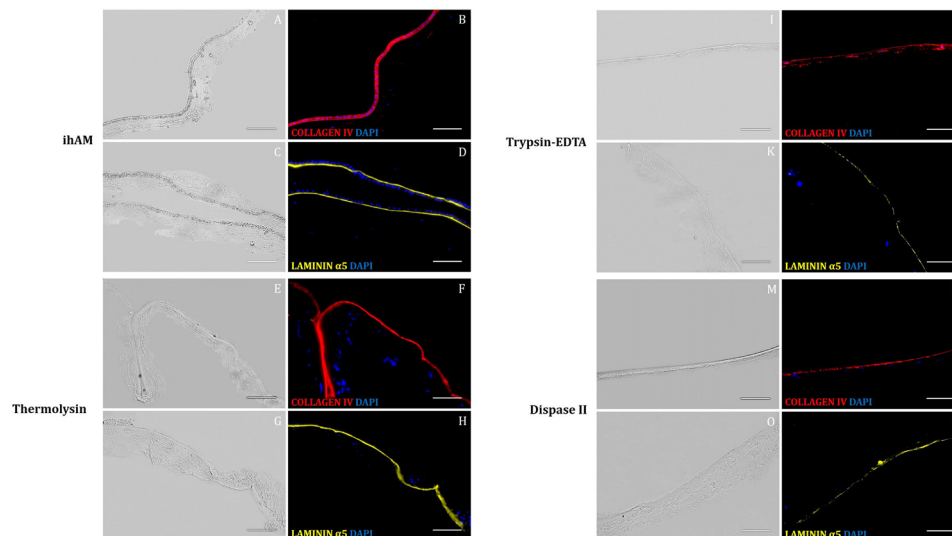 A
B
COLLAGEN IV DAPI
ihAM
C
D
LAMININ α5 DAPI
E
F
COLLAGEN IV DAPI
Thermolysin
G
H
LAMININ α5 DAPI
I
COLLAGEN IV DAPI
Trypsin-EDTA
K
LAMININ α5 DAPI
M
COLLAGEN IV DAPI
Dispase II
O
LAMININ α5 DAPI